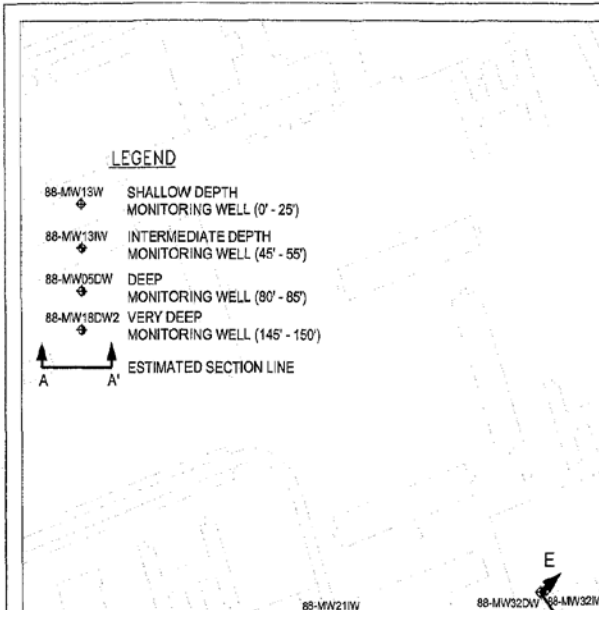 LEGEND
88-MW13W SHALLOW DEPTH
MONITORING WELL (0' - 25')
88-MW13IW INTERMEDIATE DEPTH
MONITORING WELL (45' - 55')
88-MW05DW DEEP
MONITORING WELL (80' - 85')
88-MW18DW2 VERY DEEP
MONITORING WELL (145' - 150')
ESTIMATED SECTION LINE
A A'
E
88-MW21IW 88-MW32DW 88-MW32I